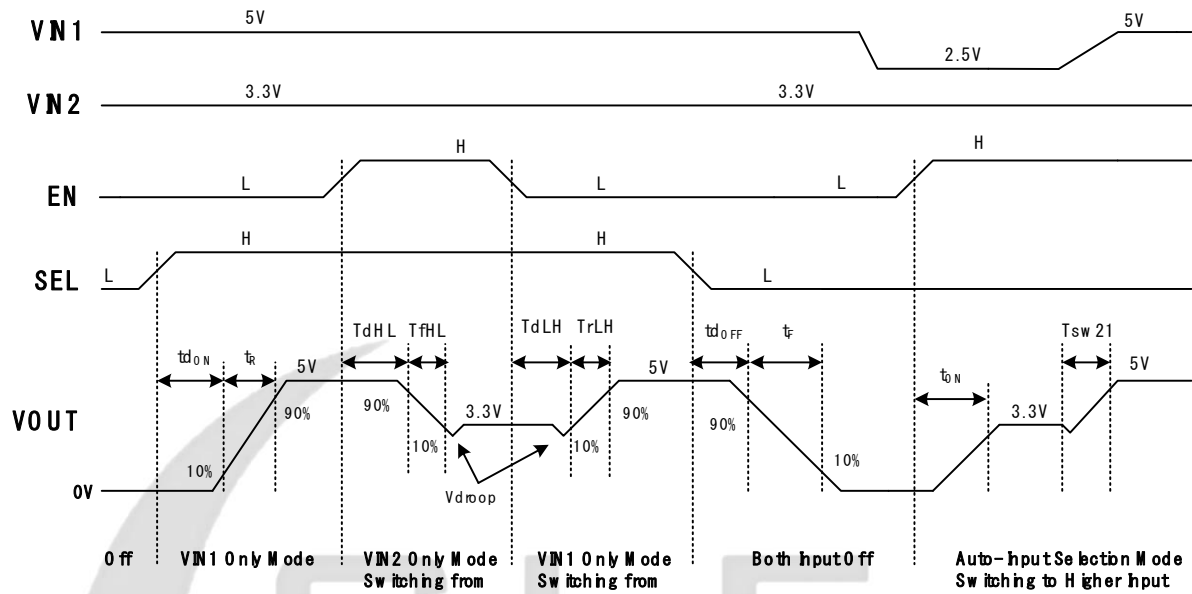 VIN1 5V 2.5V 5V
VIN2 3.3V 3.3V
EN L H L L H
SEL L H H L
TdHL TfHL TdLH TrLH tdOFF tF Tsw21
tdON tR 5V 5V tON 5V
VOUT 90% 90% 3.3V 90% 90% 3.3V
10% 10% 10% 10%
0V Vdroop
Off VIN1 Only Mode VIN2 Only Mode VIN1 Only Mode Both Input Off Auto-Input Selection Mode
Switching from Switching from Switching to Higher Input